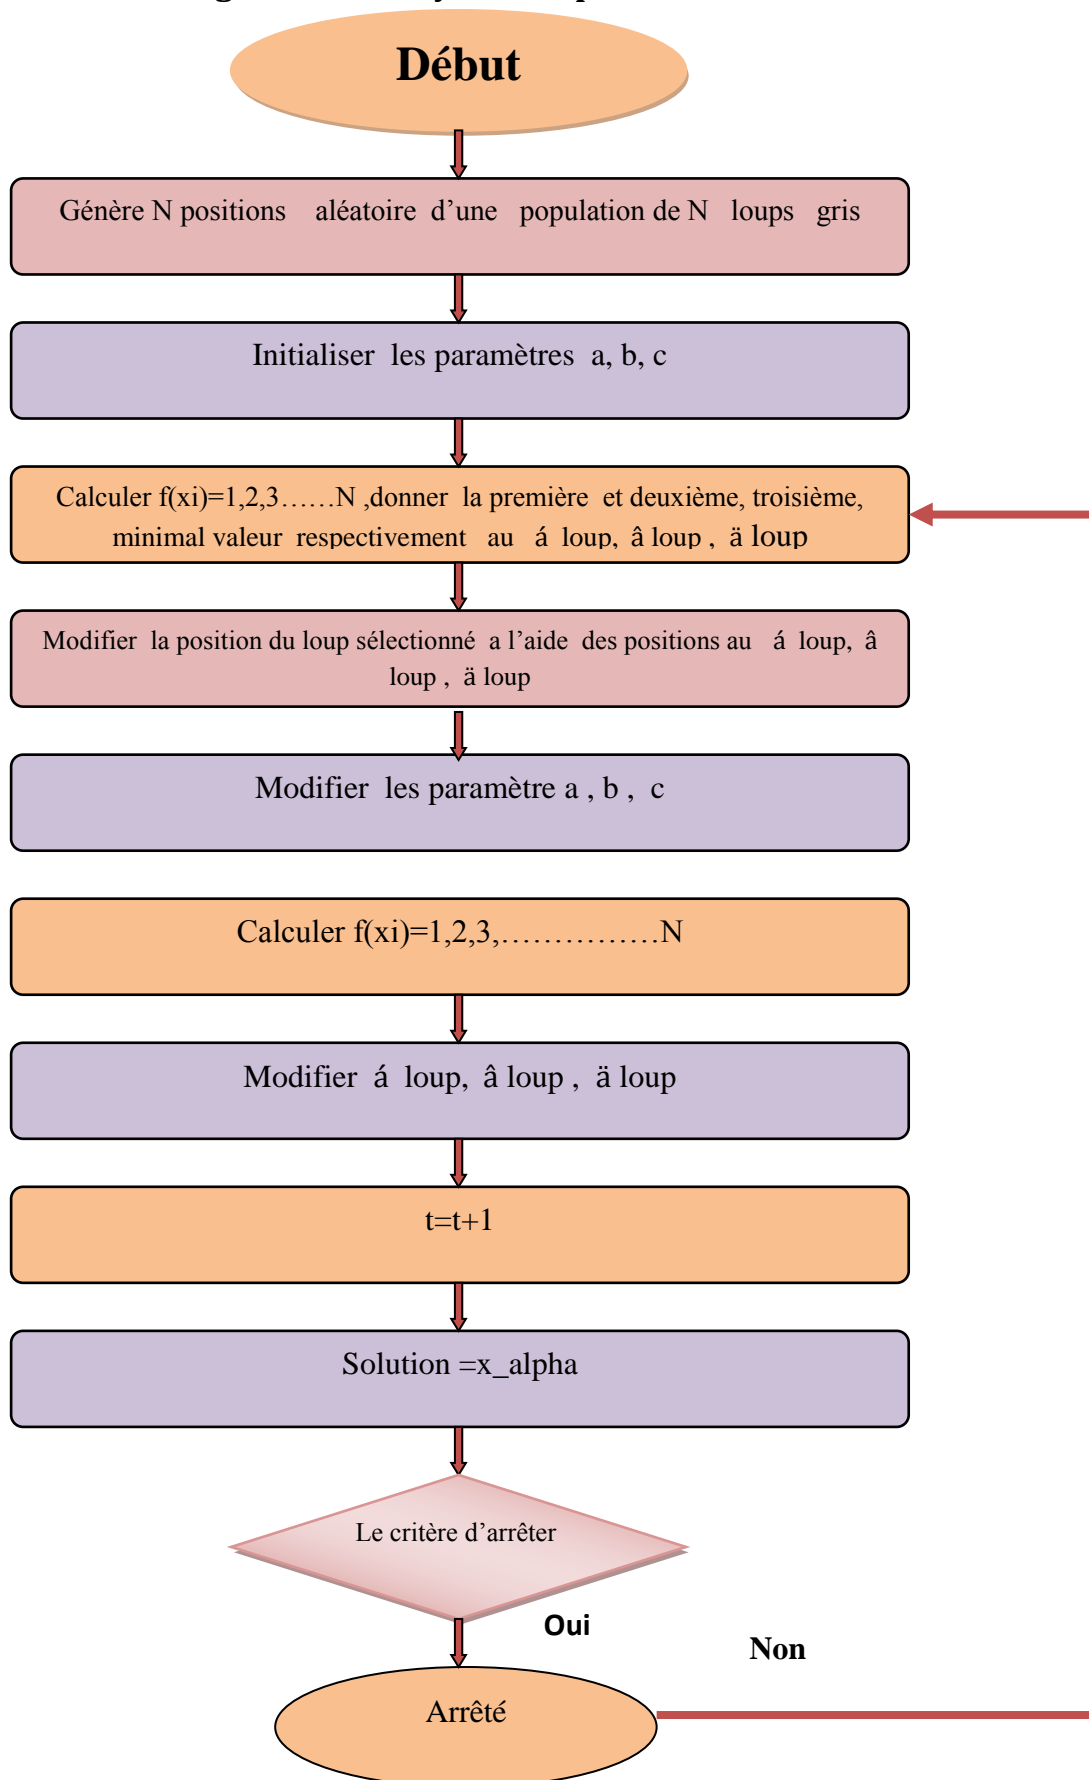 Début
Génère N positions aléatoire d’une population de N loups gris
Initialiser les paramètres a, b, c
Calculer f(xi)=1,2,3……N ,donner la première et deuxième, troisième,
minimal valeur respectivement au á loup, â loup , ä loup
Modifier la position du loup sélectionné a l’aide des positions au á loup, â
loup , ä loup
Modifier les paramètre a , b , c
Calculer f(xi)=1,2,3,……………N
Modifier á loup, â loup , ä loup
t=t+1
Solution =x_alpha
Le critère d’arrêter
Oui
Non
Arrêté